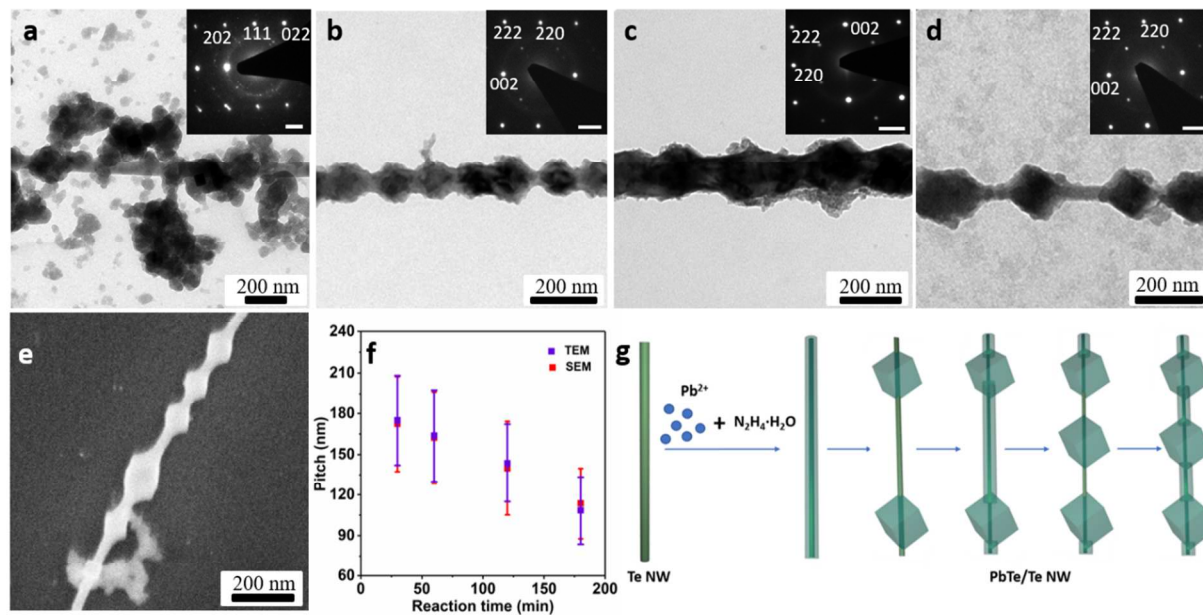 a
202
111
022
200 nm
b
222
220
002
200 nm
c
002
222
220
200 nm
d
222
220
002
200 nm
e
200 nm
f
240
210
180
150
120
90
60
0
50
100
150
200
Pitch (nm)
Reaction time (min)
TEM
SEM
g
Pb²⁺
+ N₂H₄·H₂O
Te NW
PbTe/Te NW